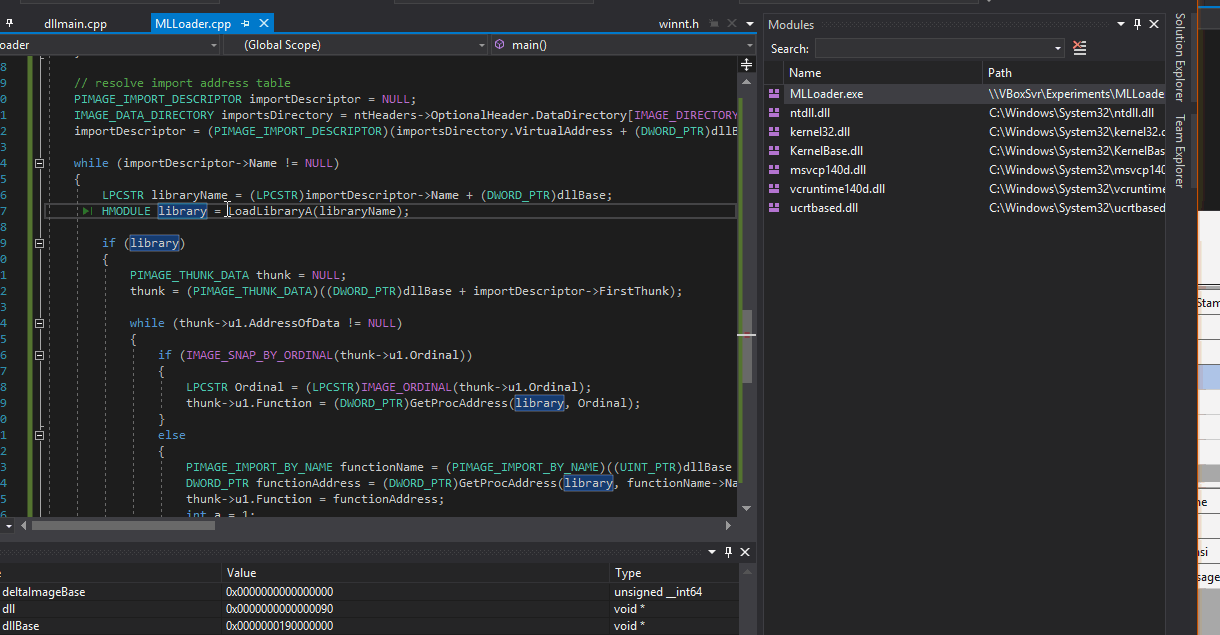 dllmain.cpp MLLoader.cpp winnt.h
oader (Global Scope) main()
8
9 // resolve import address table
0 PIMAGE_IMPORT_DESCRIPTOR importDescriptor = NULL;
1 IMAGE_DATA_DIRECTORY importsDirectory = ntHeaders->OptionalHeader.DataDirectory[IMAGE_DIRECTORY
2 importDescriptor = (PIMAGE_IMPORT_DESCRIPTOR)(importsDirectory.VirtualAddress + (DWORD_PTR)dllB
3
4 while (importDescriptor->Name != NULL)
5 {
6 LPCSTR libraryName = (LPCSTR)importDescriptor->Name + (DWORD_PTR)dllBase;
7 HMODULE library = LoadLibraryA(libraryName);
8
9 if (library)
0 {
1 PIMAGE_THUNK_DATA thunk = NULL;
2 thunk = (PIMAGE_THUNK_DATA)((DWORD_PTR)dllBase + importDescriptor->FirstThunk);
3
4 while (thunk->u1.AddressOfData != NULL)
5 {
6 if (IMAGE_SNAP_BY_ORDINAL(thunk->u1.Ordinal))
7 {
8 LPCSTR Ordinal = (LPCSTR)IMAGE_ORDINAL(thunk->u1.Ordinal);
9 thunk->u1.Function = (DWORD_PTR)GetProcAddress(library, Ordinal);
0 }
1 else
2 {
3 PIMAGE_IMPORT_BY_NAME functionName = (PIMAGE_IMPORT_BY_NAME)((UINT_PTR)dllBase
4 DWORD_PTR functionAddress = (DWORD_PTR)GetProcAddress(library, functionName->Na
5 thunk->u1.Function = functionAddress;
6 int a = 1;
Value Type
deltaImageBase 0x0000000000000000 unsigned __int64
dll 0x0000000000000090 void *
dllBase 0x0000000190000000 void *
Modules
Search:
Name Path
MLLoader.exe \\VBoxSvr\Experiments\MLLoade
ntdll.dll C:\Windows\System32\ntdll.dll
kernel32.dll C:\Windows\System32\kernel32.c
KernelBase.dll C:\Windows\System32\KernelBas
msvcp140d.dll C:\Windows\System32\msvcp140
vcruntime140d.dll C:\Windows\System32\vcruntime
ucrtbased.dll C:\Windows\System32\ucrtbased
Solution Explorer
Team Explorer
Stam
ne
nsi
sage